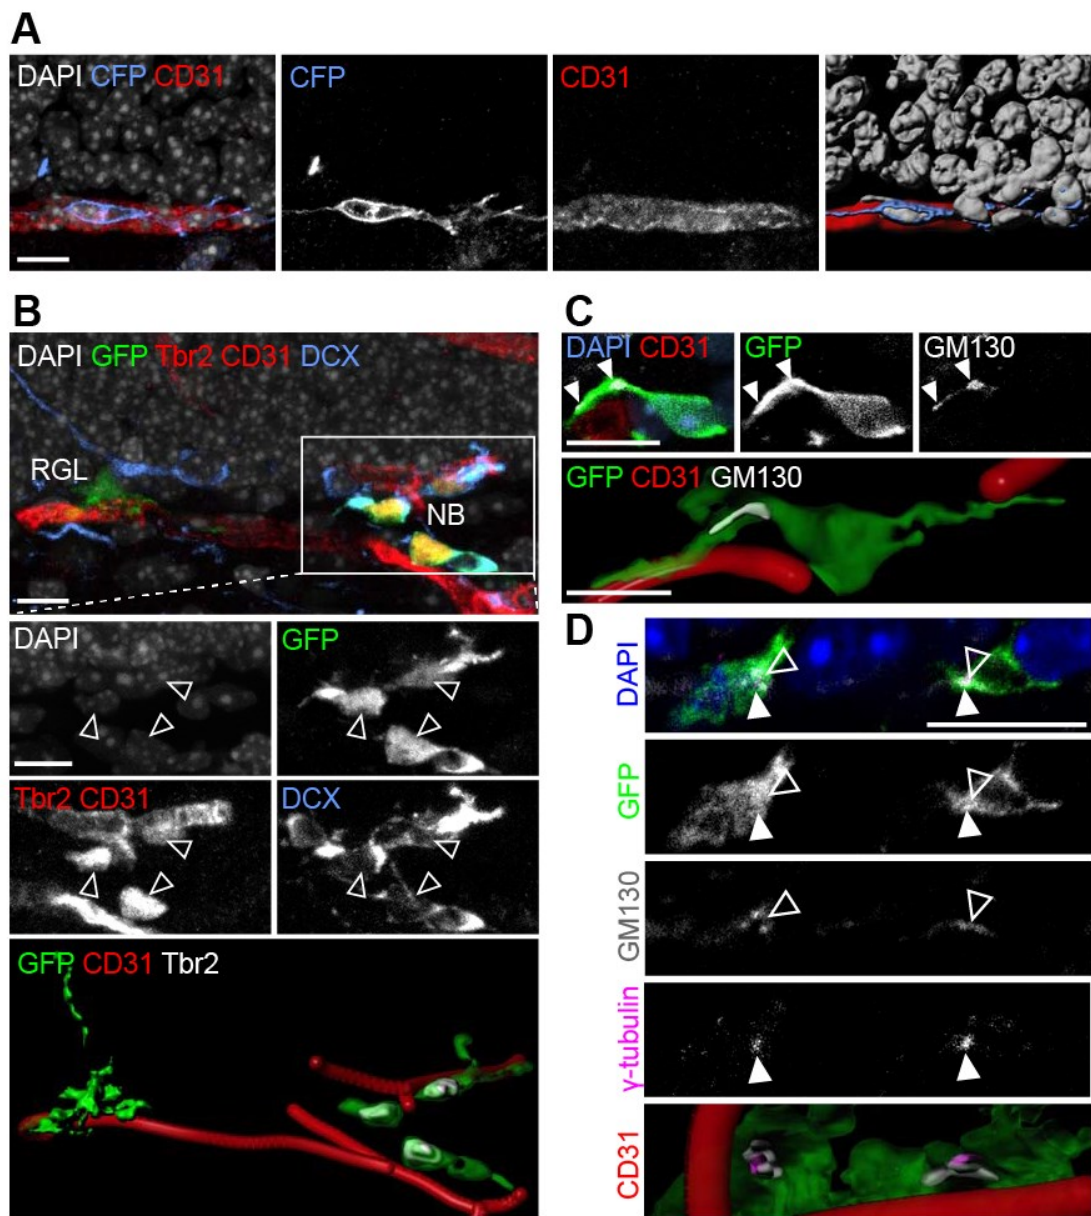 A
DAPI CFP CD31
CFP
CD31
B
DAPI GFP Tbr2 CD31 DCX
RGL
NB
DAPI
GFP
Tbr2 CD31
DCX
GFP CD31 Tbr2
C
DAPI CD31
GFP
GM130
GFP CD31 GM130
D
DAPI
GFP
GM130
γ-tubulin
CD31